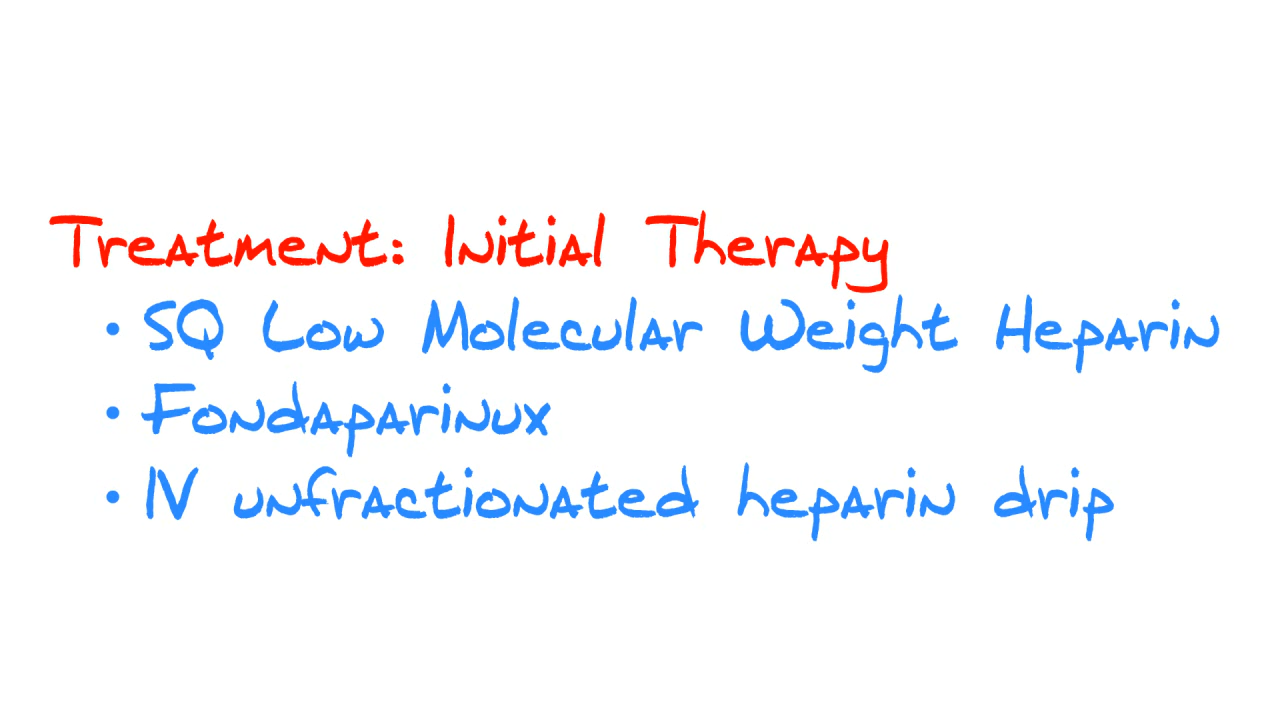 Treatment: Initial Therapy
• SQ Low Molecular Weight Heparin
• Fondaparinux
• IV unfractionated heparin drip